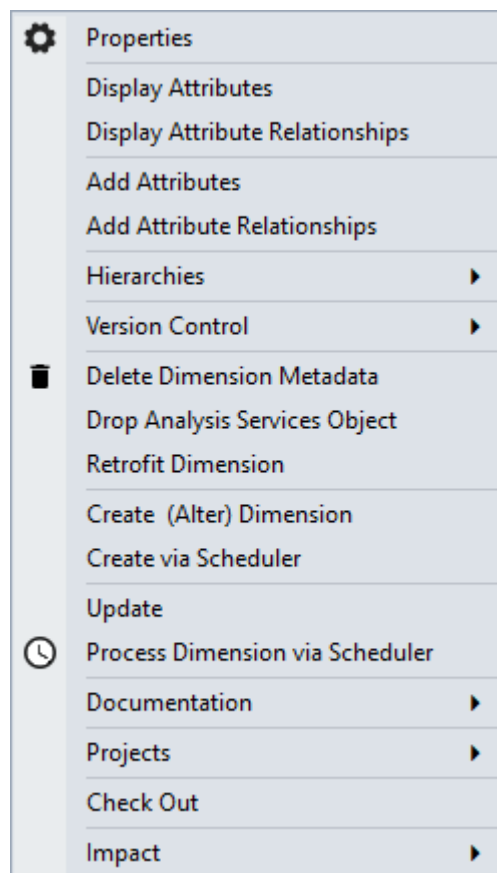 Properties
Display Attributes
Display Attribute Relationships
Add Attributes
Add Attribute Relationships
Hierarchies
Version Control
Delete Dimension Metadata
Drop Analysis Services Object
Retrofit Dimension
Create  (Alter) Dimension
Create via Scheduler
Update
Process Dimension via Scheduler
Documentation
Projects
Check Out
Impact